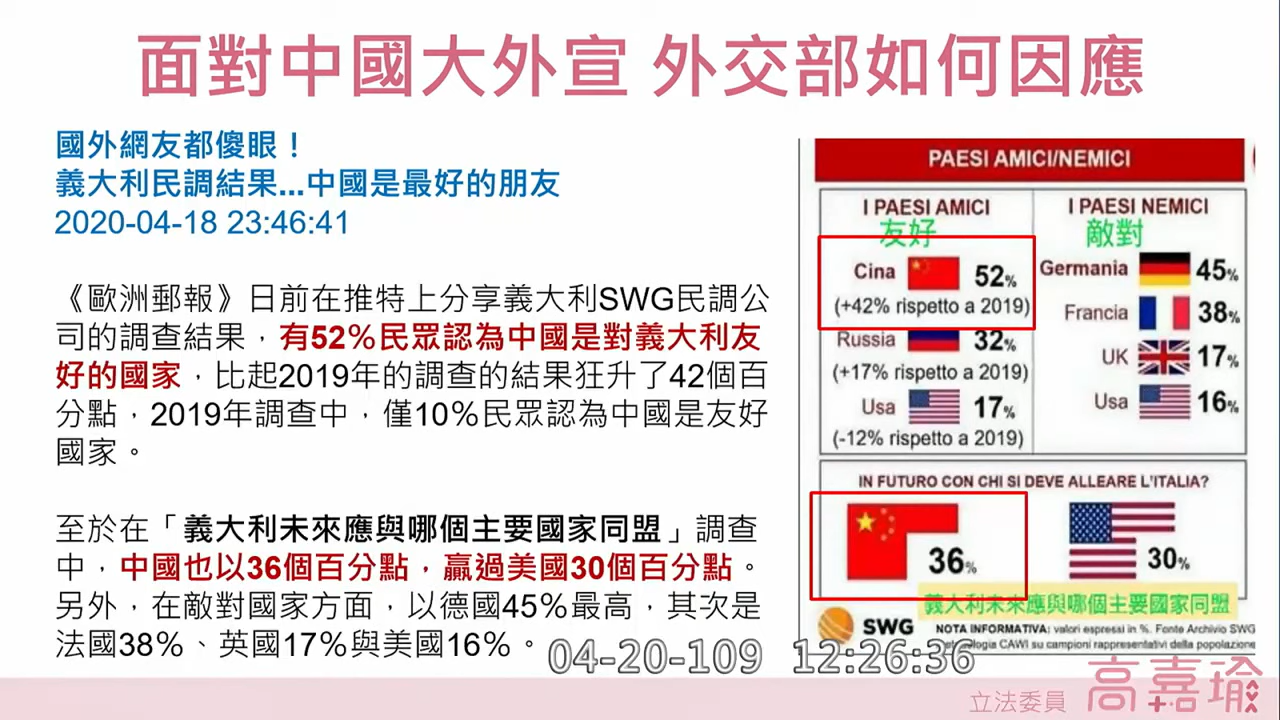 面對中國大外宣 外交部如何因應
國外網友都傻眼！
義大利民調結果...中國是最好的朋友
2020-04-18 23:46:41
《歐洲郵報》日前在推特上分享義大利SWG民調公
司的調查結果，有52%民眾認為中國是對義大利友
好的國家，比起2019年的調查的結果狂升了42個百
分點，2019年調查中，僅10%民眾認為中國是友好
國家。
至於在「義大利未來應與哪個主要國家同盟」調查
中，中國也以36個百分點，贏過美國30個百分點。
另外，在敵對國家方面，以德國45%最高，其次是
法國38%、英國17%與美國16%。
PAESI AMICI/NEMICI
I PAESI AMICI
友好
Cina 52%
(+42% rispetto a 2019)
Russia 32%
(+17% rispetto a 2019)
Usa 17%
(-12% rispetto a 2019)
I PAESI NEMICI
敵對
Germania 45%
Francia 38%
UK 17%
Usa 16%
IN FUTURO CON CHI SI DEVE ALLEARE L'ITALIA?
36%
30%
義大利未來應與哪個主要國家同盟
SWG
NOTA INFORMATIVA: valori espressi in %. Fonte Archivio SWG
CAWI su campioni rappresentativi della popolazione
04-20-109 12:26:36
立法委員 高嘉瑜